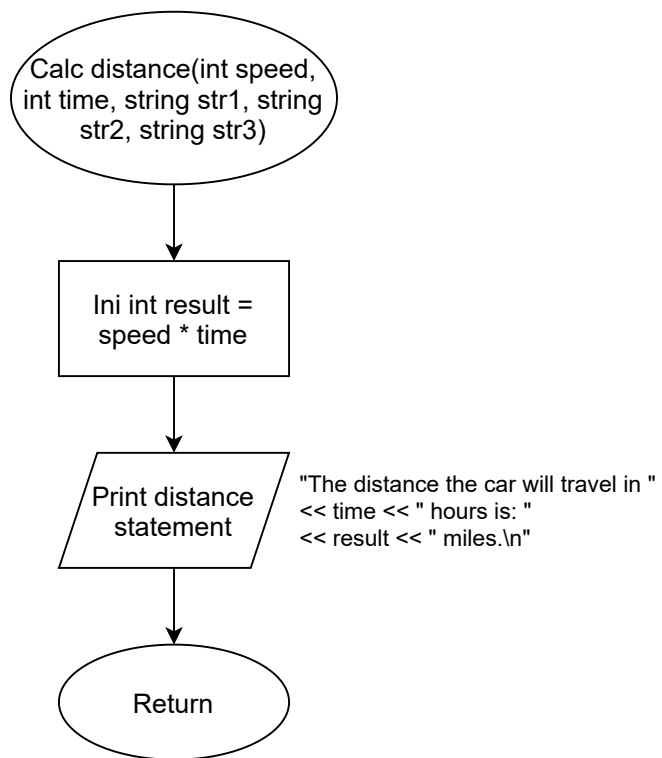 Calc distance(int speed,
int time, string str1, string
str2, string str3)
Ini int result =
speed * time
Print distance
statement
"The distance the car will travel in "
<< time << " hours is: "
<< result << " miles.\n"
Return